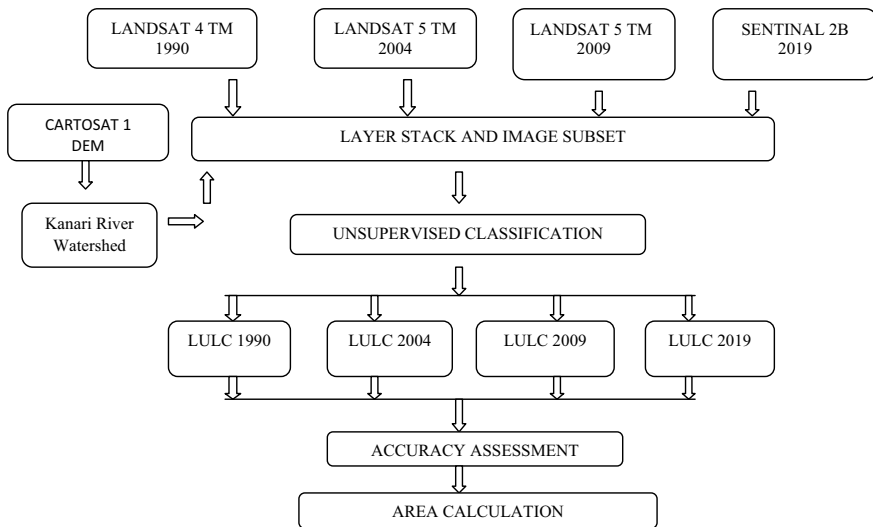 LANDSAT 4 TM
1990
LANDSAT 5 TM
2004
LANDSAT 5 TM
2009
SENTINAL 2B
2019
CARTOSAT 1
DEM
LAYER STACK AND IMAGE SUBSET
Kanari River
Watershed
UNSUPERVISED CLASSIFICATION
LULC 1990
LULC 2004
LULC 2009
LULC 2019
ACCURACY ASSESSMENT
AREA CALCULATION